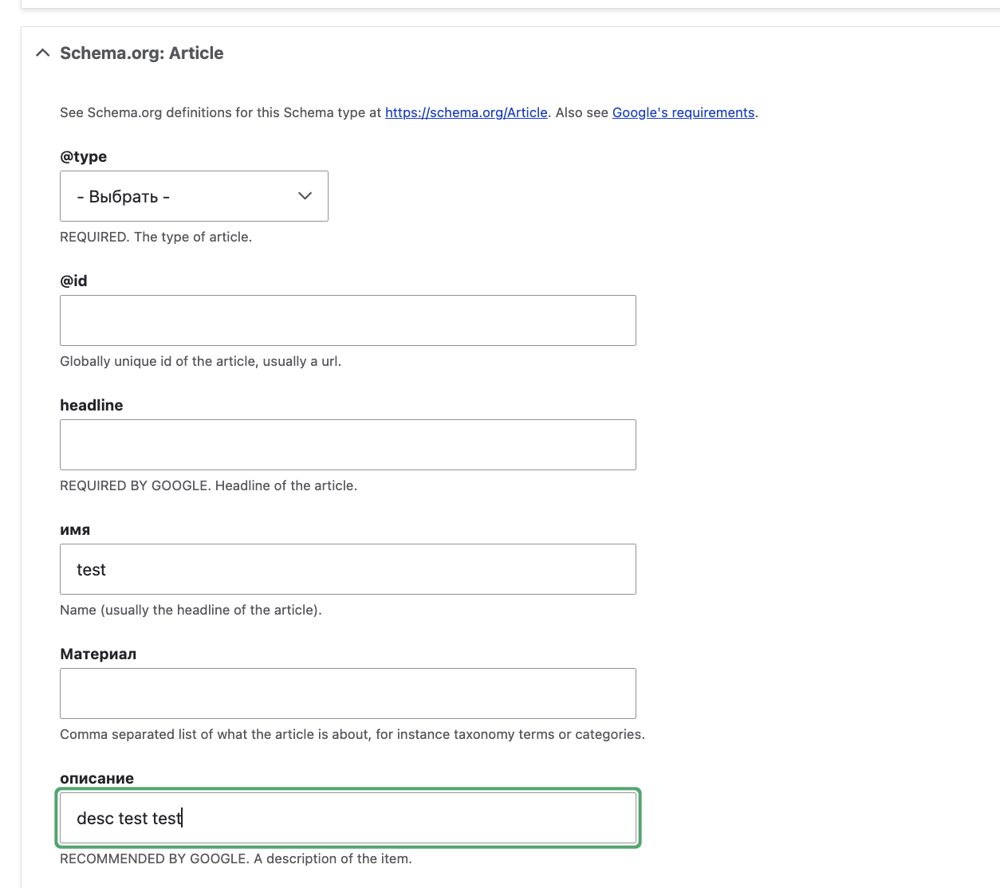 Schema.org: Article
See Schema.org definitions for this Schema type at https://schema.org/Article. Also see Google's requirements.
@type
- Выбрать -
REQUIRED. The type of article.
@id
Globally unique id of the article, usually a url.
headline
REQUIRED BY GOOGLE. Headline of the article.
имя
test
Name (usually the headline of the article).
Материал
Comma separated list of what the article is about, for instance taxonomy terms or categories.
описание
desc test test
RECOMMENDED BY GOOGLE. A description of the item.